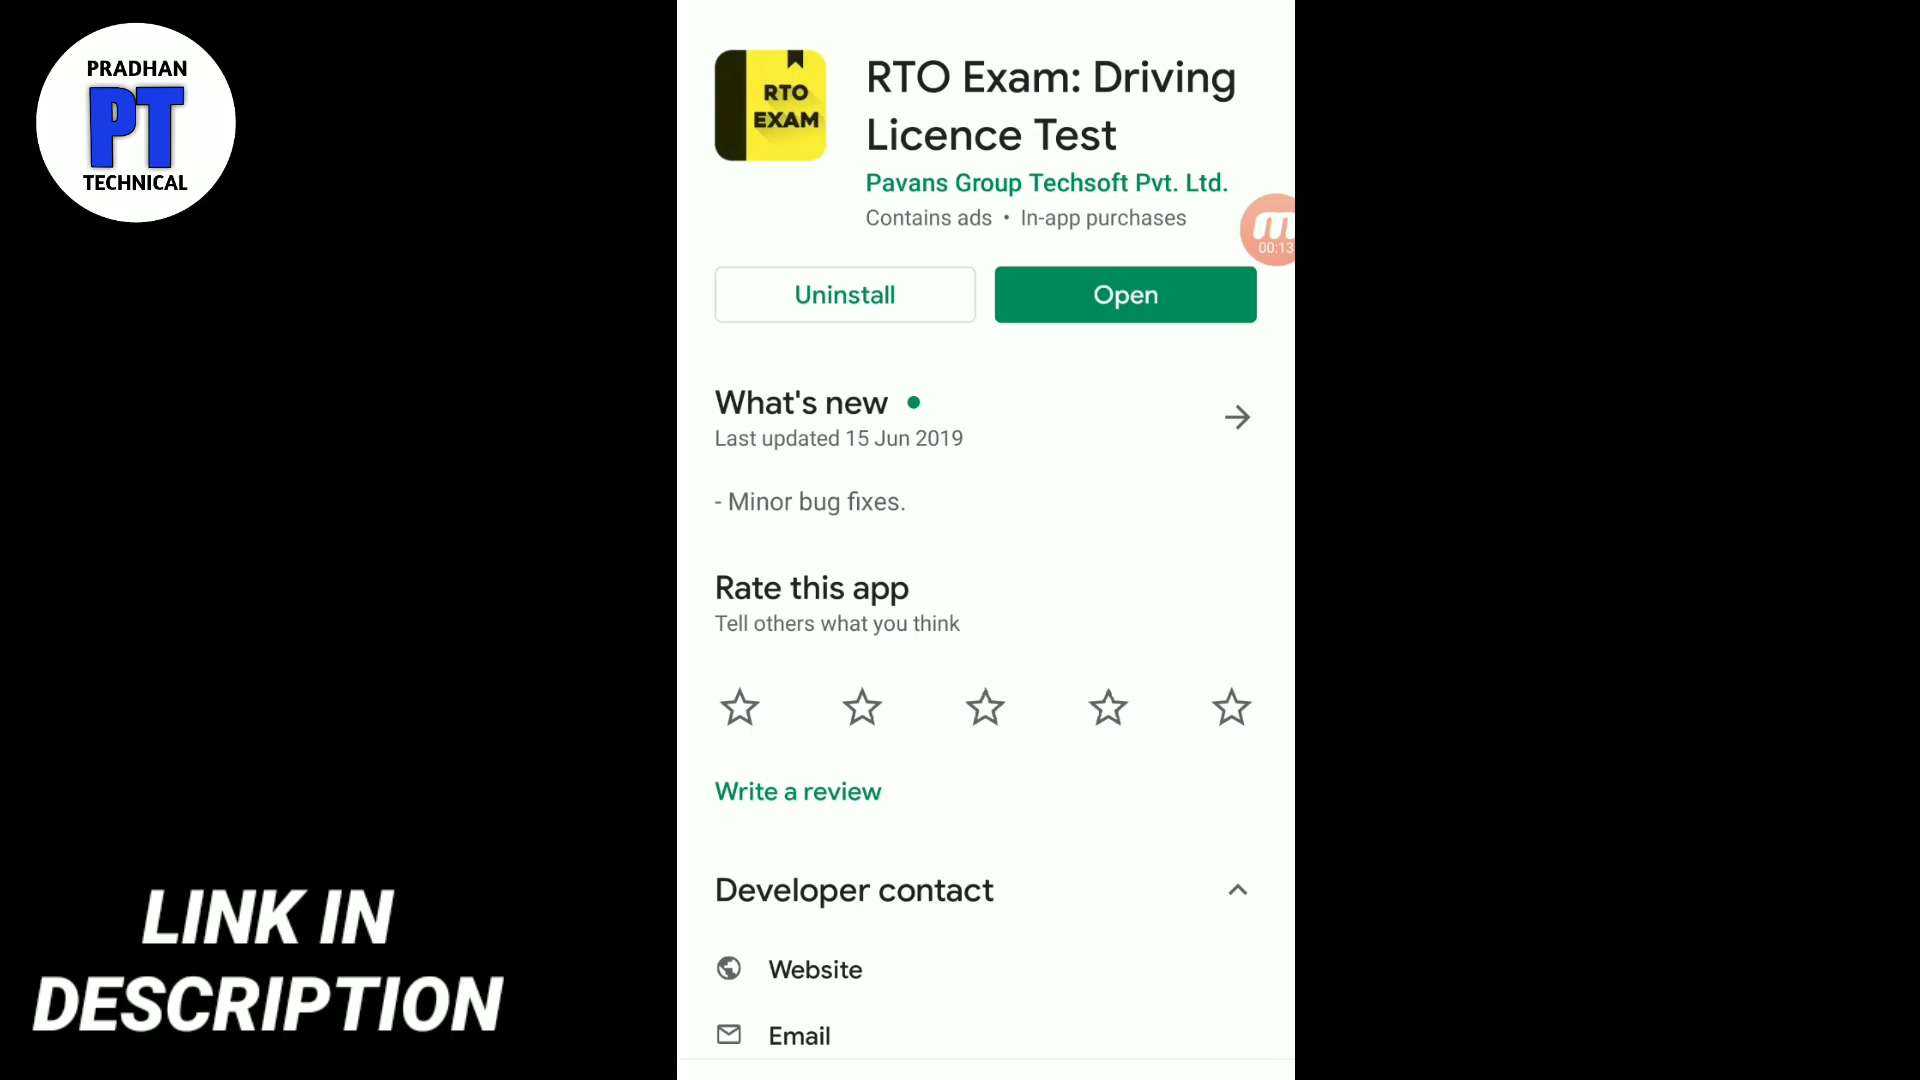 PRADHAN
PT
TECHNICAL
RTO
EXAM
RTO Exam: Driving
Licence Test
Pavans Group Techsoft Pvt. Ltd.
Contains ads • In-app purchases
m
00:13
Uninstall
Open
What's new
Last updated 15 Jun 2019
- Minor bug fixes.
Rate this app
Tell others what you think
Write a review
Developer contact
Website
Email
LINK IN
DESCRIPTION